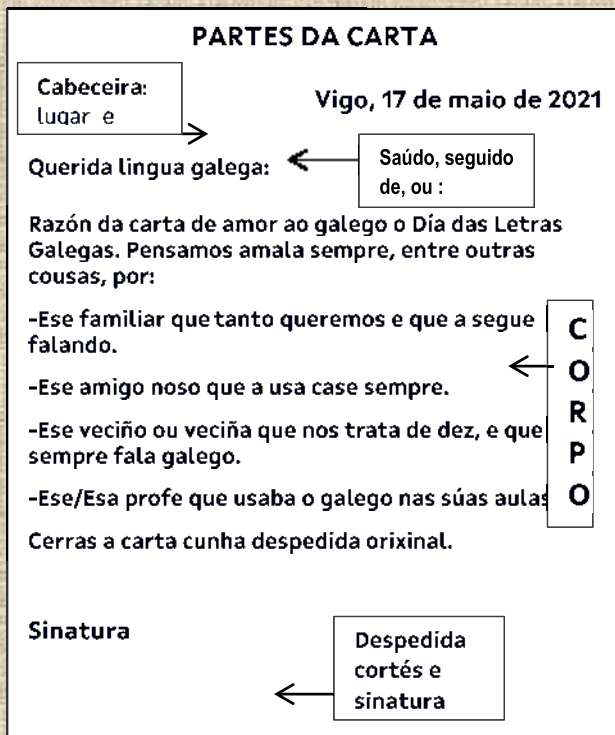 PARTES DA CARTA
Cabeceira:
lugar e
Vigo, 17 de maio de 2021
Querida lingua galega:
Saúdo, seguido
de, ou :
Razón da carta de amor ao galego o Día das Letras
Galegas. Pensamos amala sempre, entre outras
cousas, por:
-Ese familiar que tanto queremos e que a segue
falando.
-Ese amigo noso que a usa case sempre.
-Ese veciño ou veciña que nos trata de dez, e que
sempre fala galego.
-Ese/Esa profe que usaba o galego nas súas aulas
CORPO
Cerras a carta cunha despedida orixinal.
Sinatura
Despedida
cortés e
sinatura